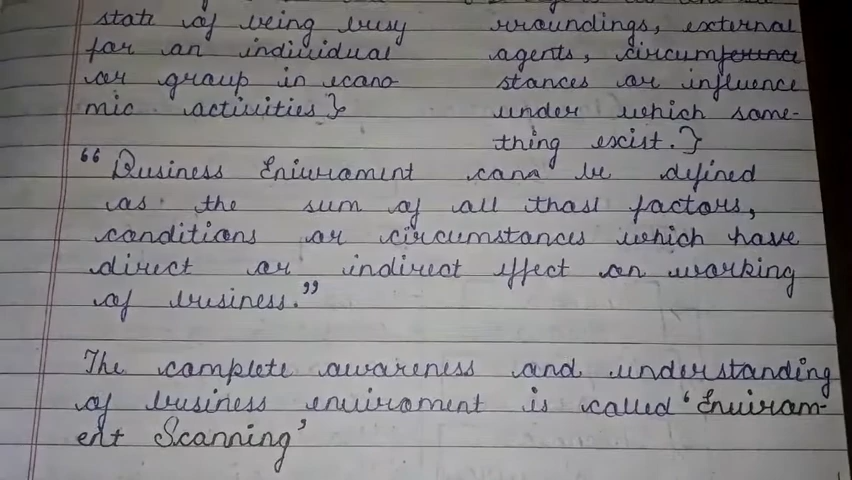 state of being busy
for an individual
or group in econo
mic activities}
rroundings, external
agents, circumference
stances or influence
under which some-
thing exist.}
"Business Enviroment can be defined
as the sum of all those factors,
conditions or circumstances which have
direct or indirect effect on working
of business."
The complete awareness and understanding
of business enviroment is called 'Envirom-
ent Scanning'